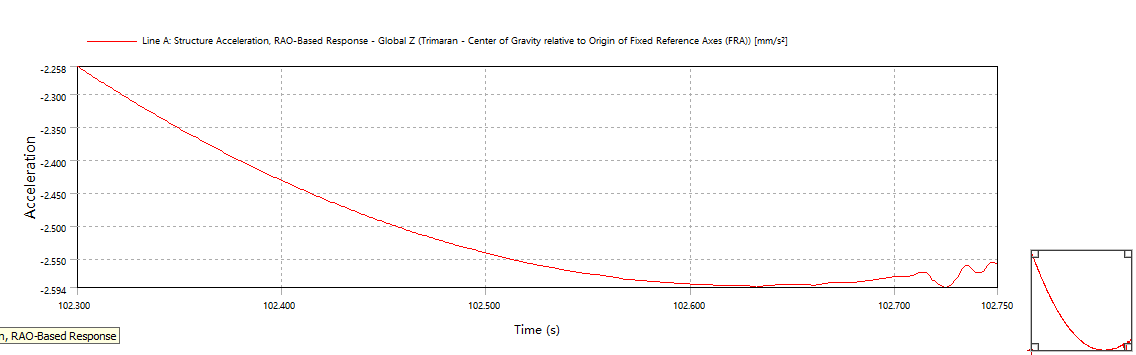 Line A: Structure Acceleration, RAO-Based Response - Global Z (Trimaran - Center of Gravity relative to Origin of Fixed Reference Axes (FRA)) [mm/s²]
-2.258
-2.300
-2.350
-2.400
-2.450
-2.500
-2.550
-2.594
Acceleration
102.300 102.400 102.500 102.600 102.700 102.750
Time (s)
n, RAO-Based Response